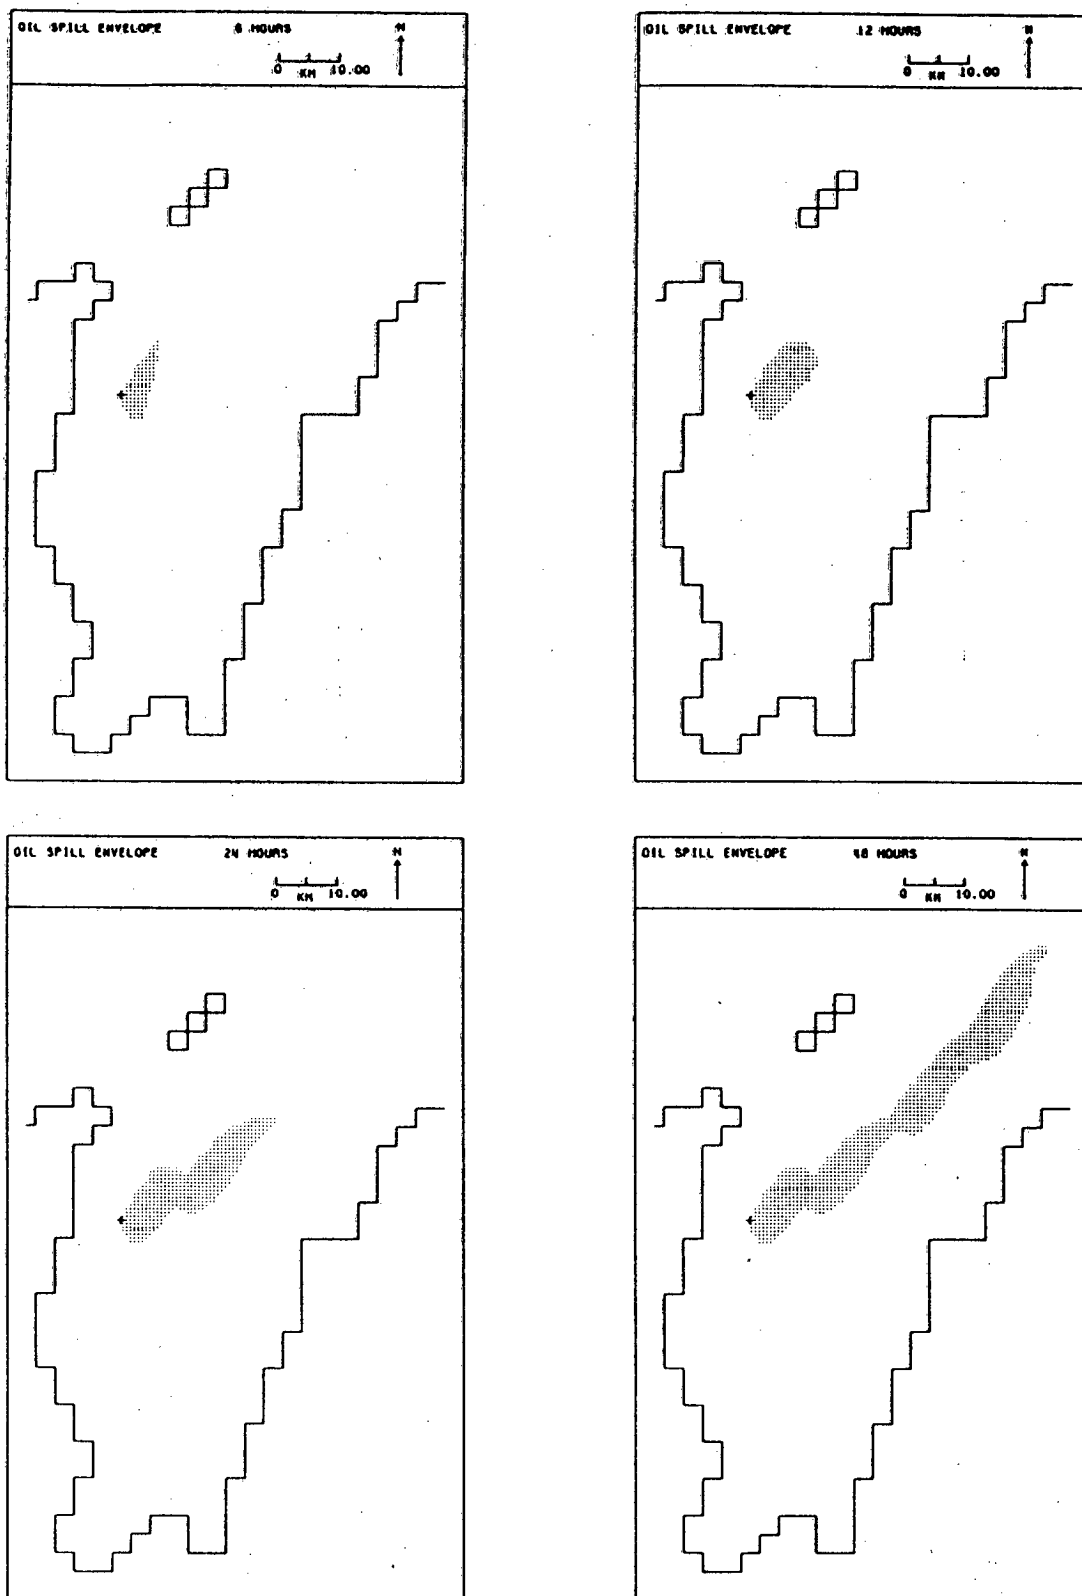 OIL SPILL ENVELOPE 6 HOURS N
0 KM 10.00
OIL SPILL ENVELOPE 12 HOURS N
0 KM 10.00
OIL SPILL ENVELOPE 24 HOURS N
0 KM 10.00
OIL SPILL ENVELOPE 48 HOURS N
0 KM 10.00